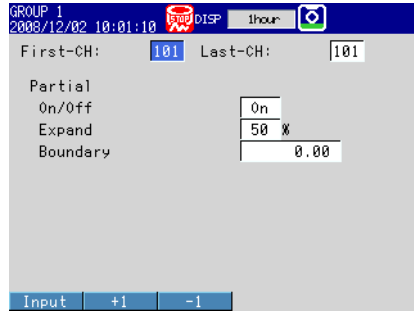 GROUP 1
2008/12/02 10:01:10 STOP DISP 1hour
First-CH: 101 Last-CH: 101
Partial
On/Off On
Expand 50 %
Boundary 0.00
Input +1 -1